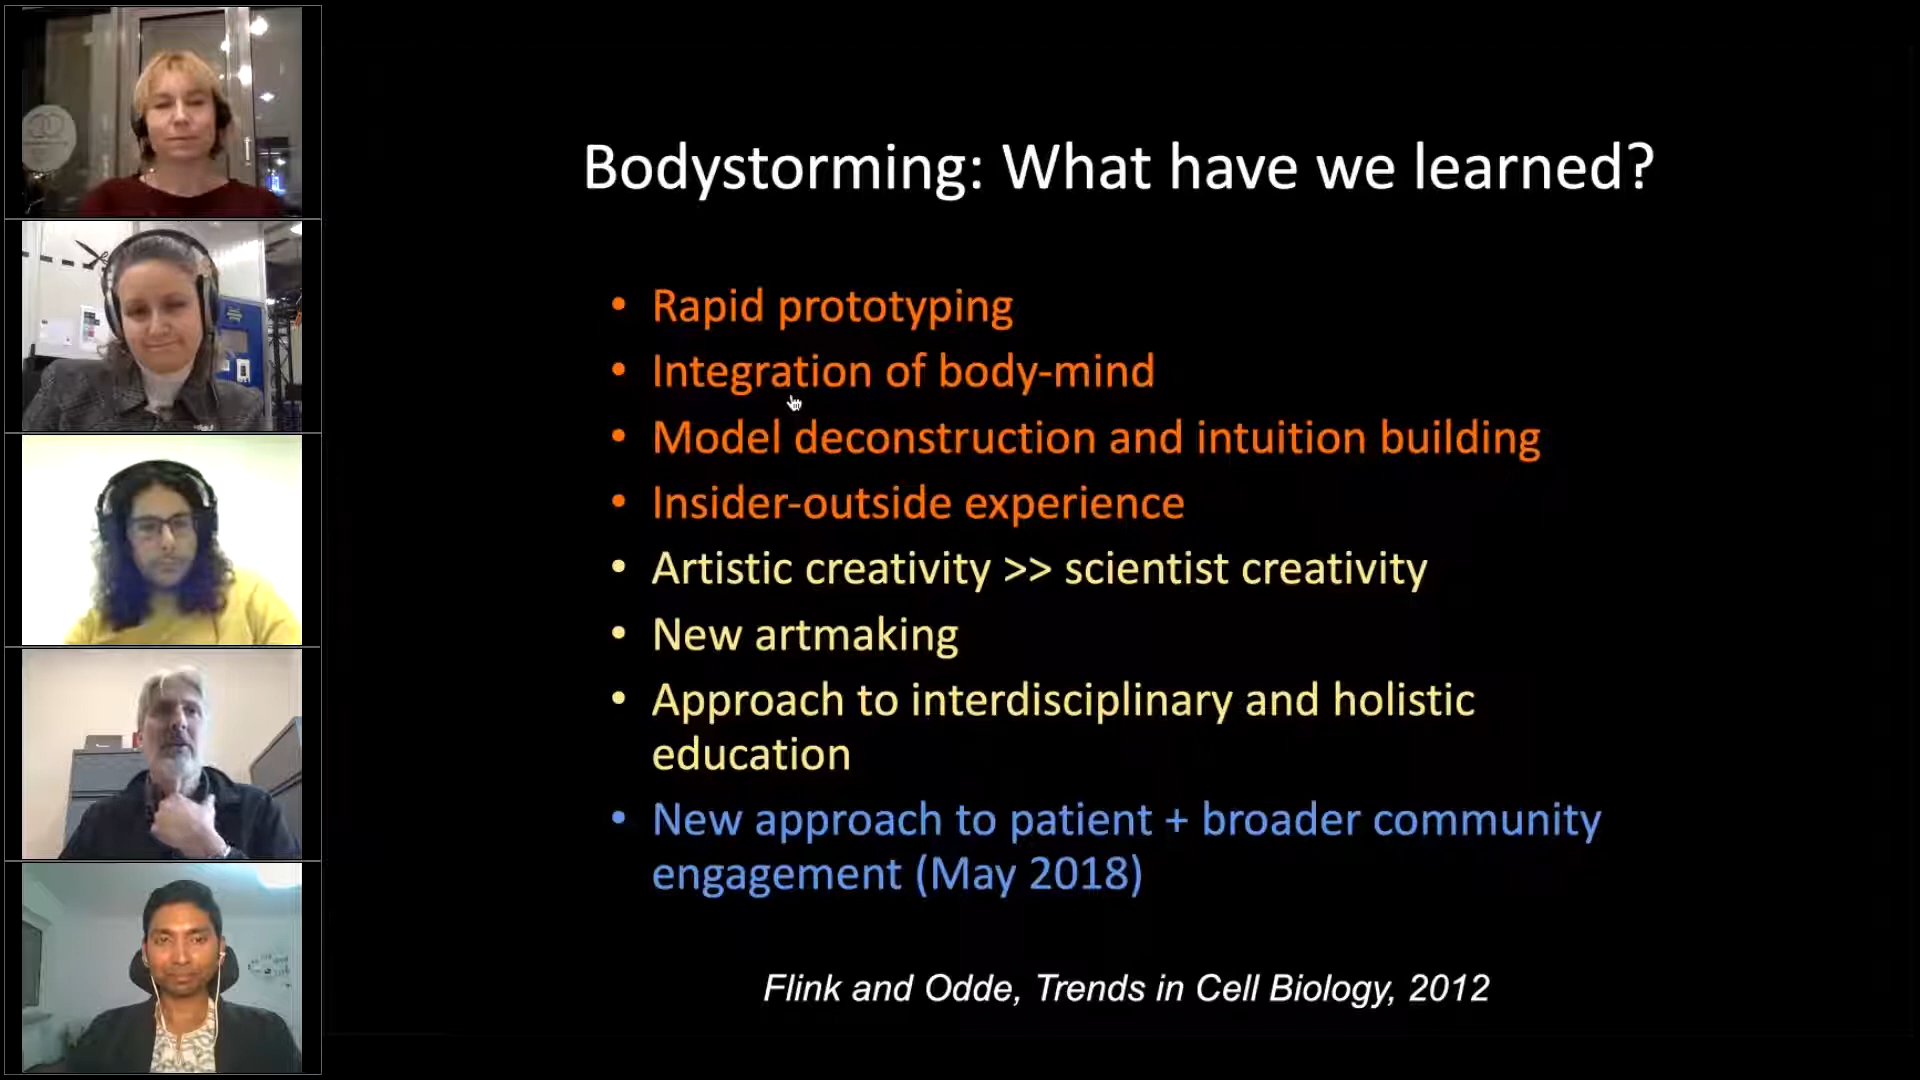 Bodystorming: What have we learned?
• Rapid prototyping
• Integration of body-mind
• Model deconstruction and intuition building
• Insider-outside experience
• Artistic creativity >> scientist creativity
• New artmaking
• Approach to interdisciplinary and holistic
education
• New approach to patient + broader community
engagement (May 2018)
Flink and Odde, Trends in Cell Biology, 2012